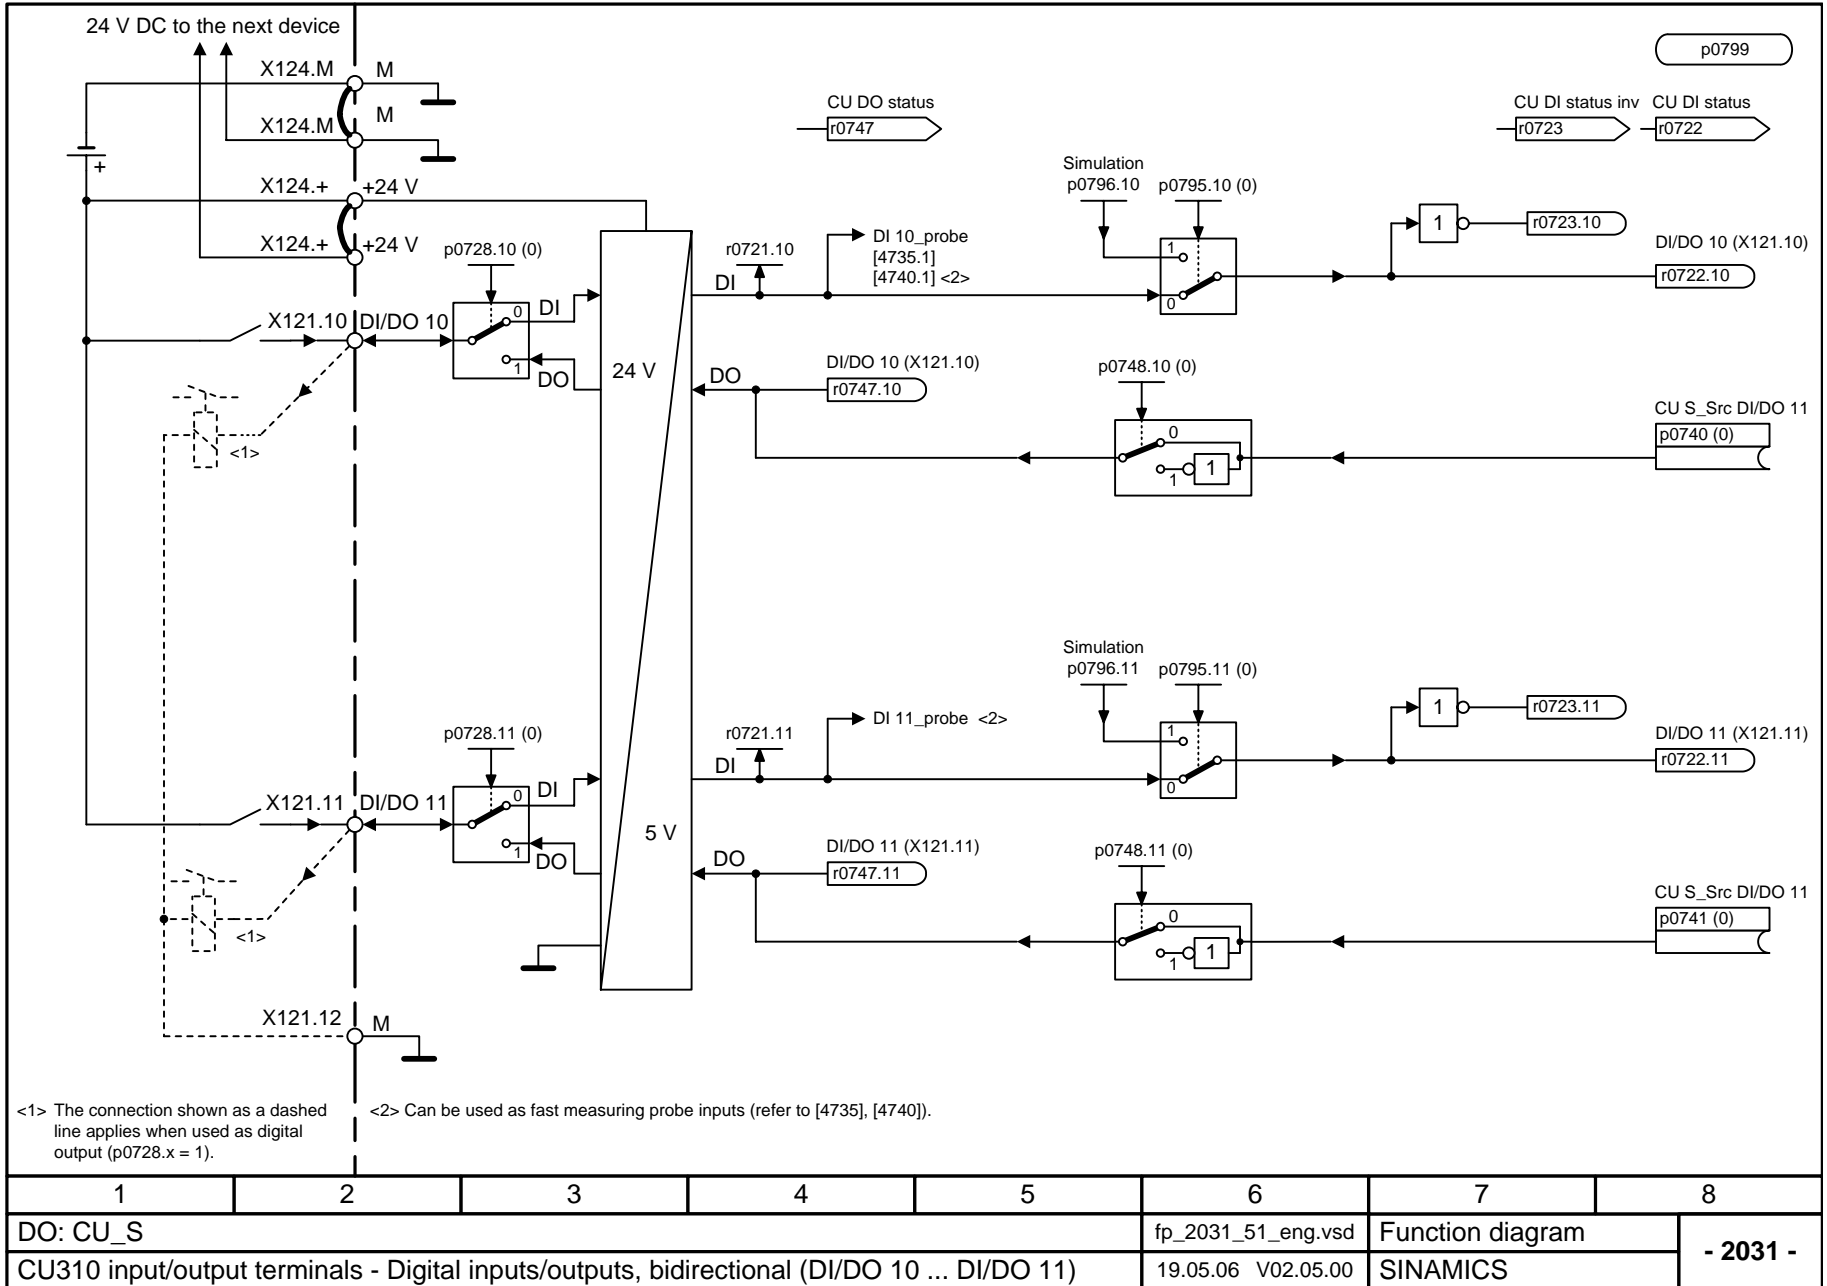 24 V DC to the next device
p0799
X124.M
M
X124.M
M
+
X124.+
+24 V
X124.+
+24 V
CU DO status
r0747
CU DI status inv
r0723
CU DI status
r0722
p0728.10 (0)
X121.10
DI/DO 10
0
1
DI
DO
24 V
5 V
r0721.10
DI
DI 10_probe
[4735.1]
[4740.1] <2>
Simulation
p0796.10
p0795.10 (0)
1
0
1
r0723.10
DI/DO 10 (X121.10)
r0722.10
<1>
DO
DI/DO 10 (X121.10)
r0747.10
p0748.10 (0)
0
1
1
CU S_Src DI/DO 11
p0740 (0)
p0728.11 (0)
X121.11
DI/DO 11
0
1
DI
DO
r0721.11
DI
DI 11_probe <2>
Simulation
p0796.11
p0795.11 (0)
1
0
1
r0723.11
DI/DO 11 (X121.11)
r0722.11
<1>
DO
DI/DO 11 (X121.11)
r0747.11
p0748.11 (0)
0
1
1
CU S_Src DI/DO 11
p0741 (0)
X121.12
M
<1> The connection shown as a dashed
line applies when used as digital
output (p0728.x = 1).
<2> Can be used as fast measuring probe inputs (refer to [4735], [4740]).
1
2
3
4
5
6
7
8
DO: CU_S
fp_2031_51_eng.vsd
Function diagram
- 2031 -
CU310 input/output terminals - Digital inputs/outputs, bidirectional (DI/DO 10 ... DI/DO 11)
19.05.06 V02.05.00
SINAMICS